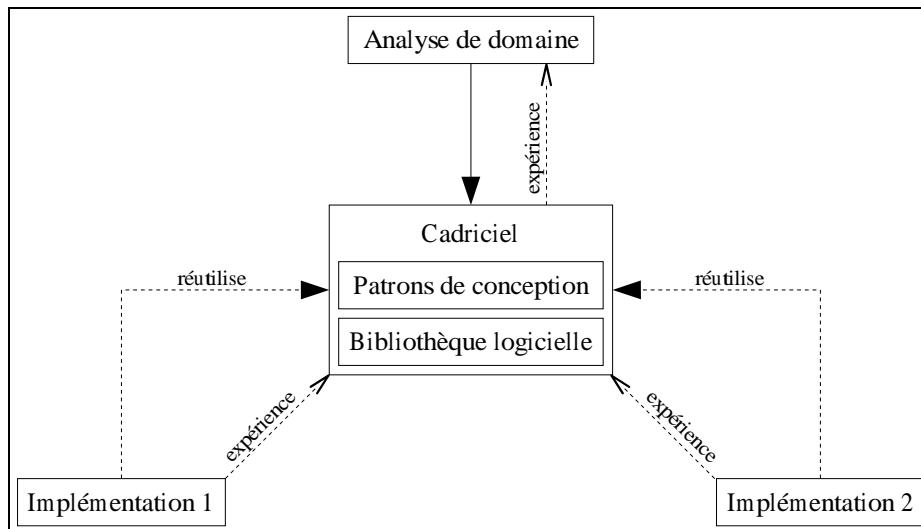 Analyse de domaine
expérience
Cadriciel
réutilise
Patrons de conception
réutilise
Bibliothèque logicielle
expérience
expérience
Implémentation 1
Implémentation 2